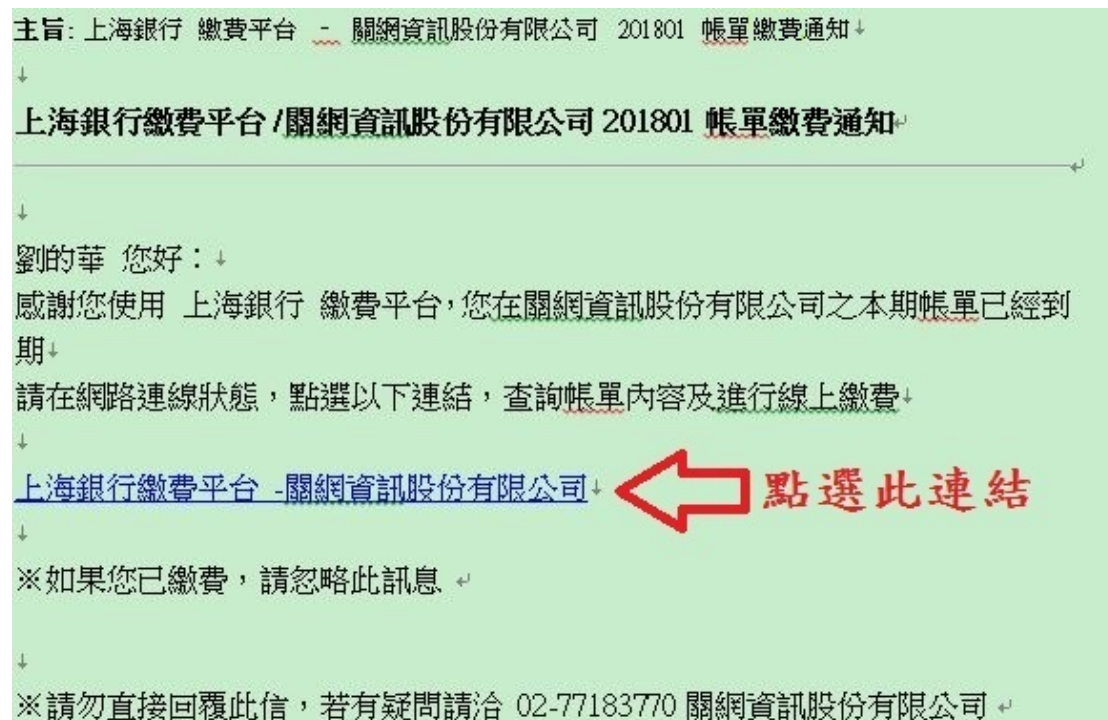 主旨: 上海銀行 繳費平台 - 關網資訊股份有限公司 201801 帳單繳費通知
上海銀行繳費平台/關網資訊股份有限公司 201801 帳單繳費通知
劉的華 您好：
感謝您使用 上海銀行 繳費平台，您在關網資訊股份有限公司之本期帳單已經到
期
請在網路連線狀態，點選以下連結，查詢帳單內容及進行線上繳費
上海銀行繳費平台 -關網資訊股份有限公司 點選此連結
※如果您已繳費，請忽略此訊息
※請勿直接回覆此信，若有疑問請洽 02-77183770 關網資訊股份有限公司